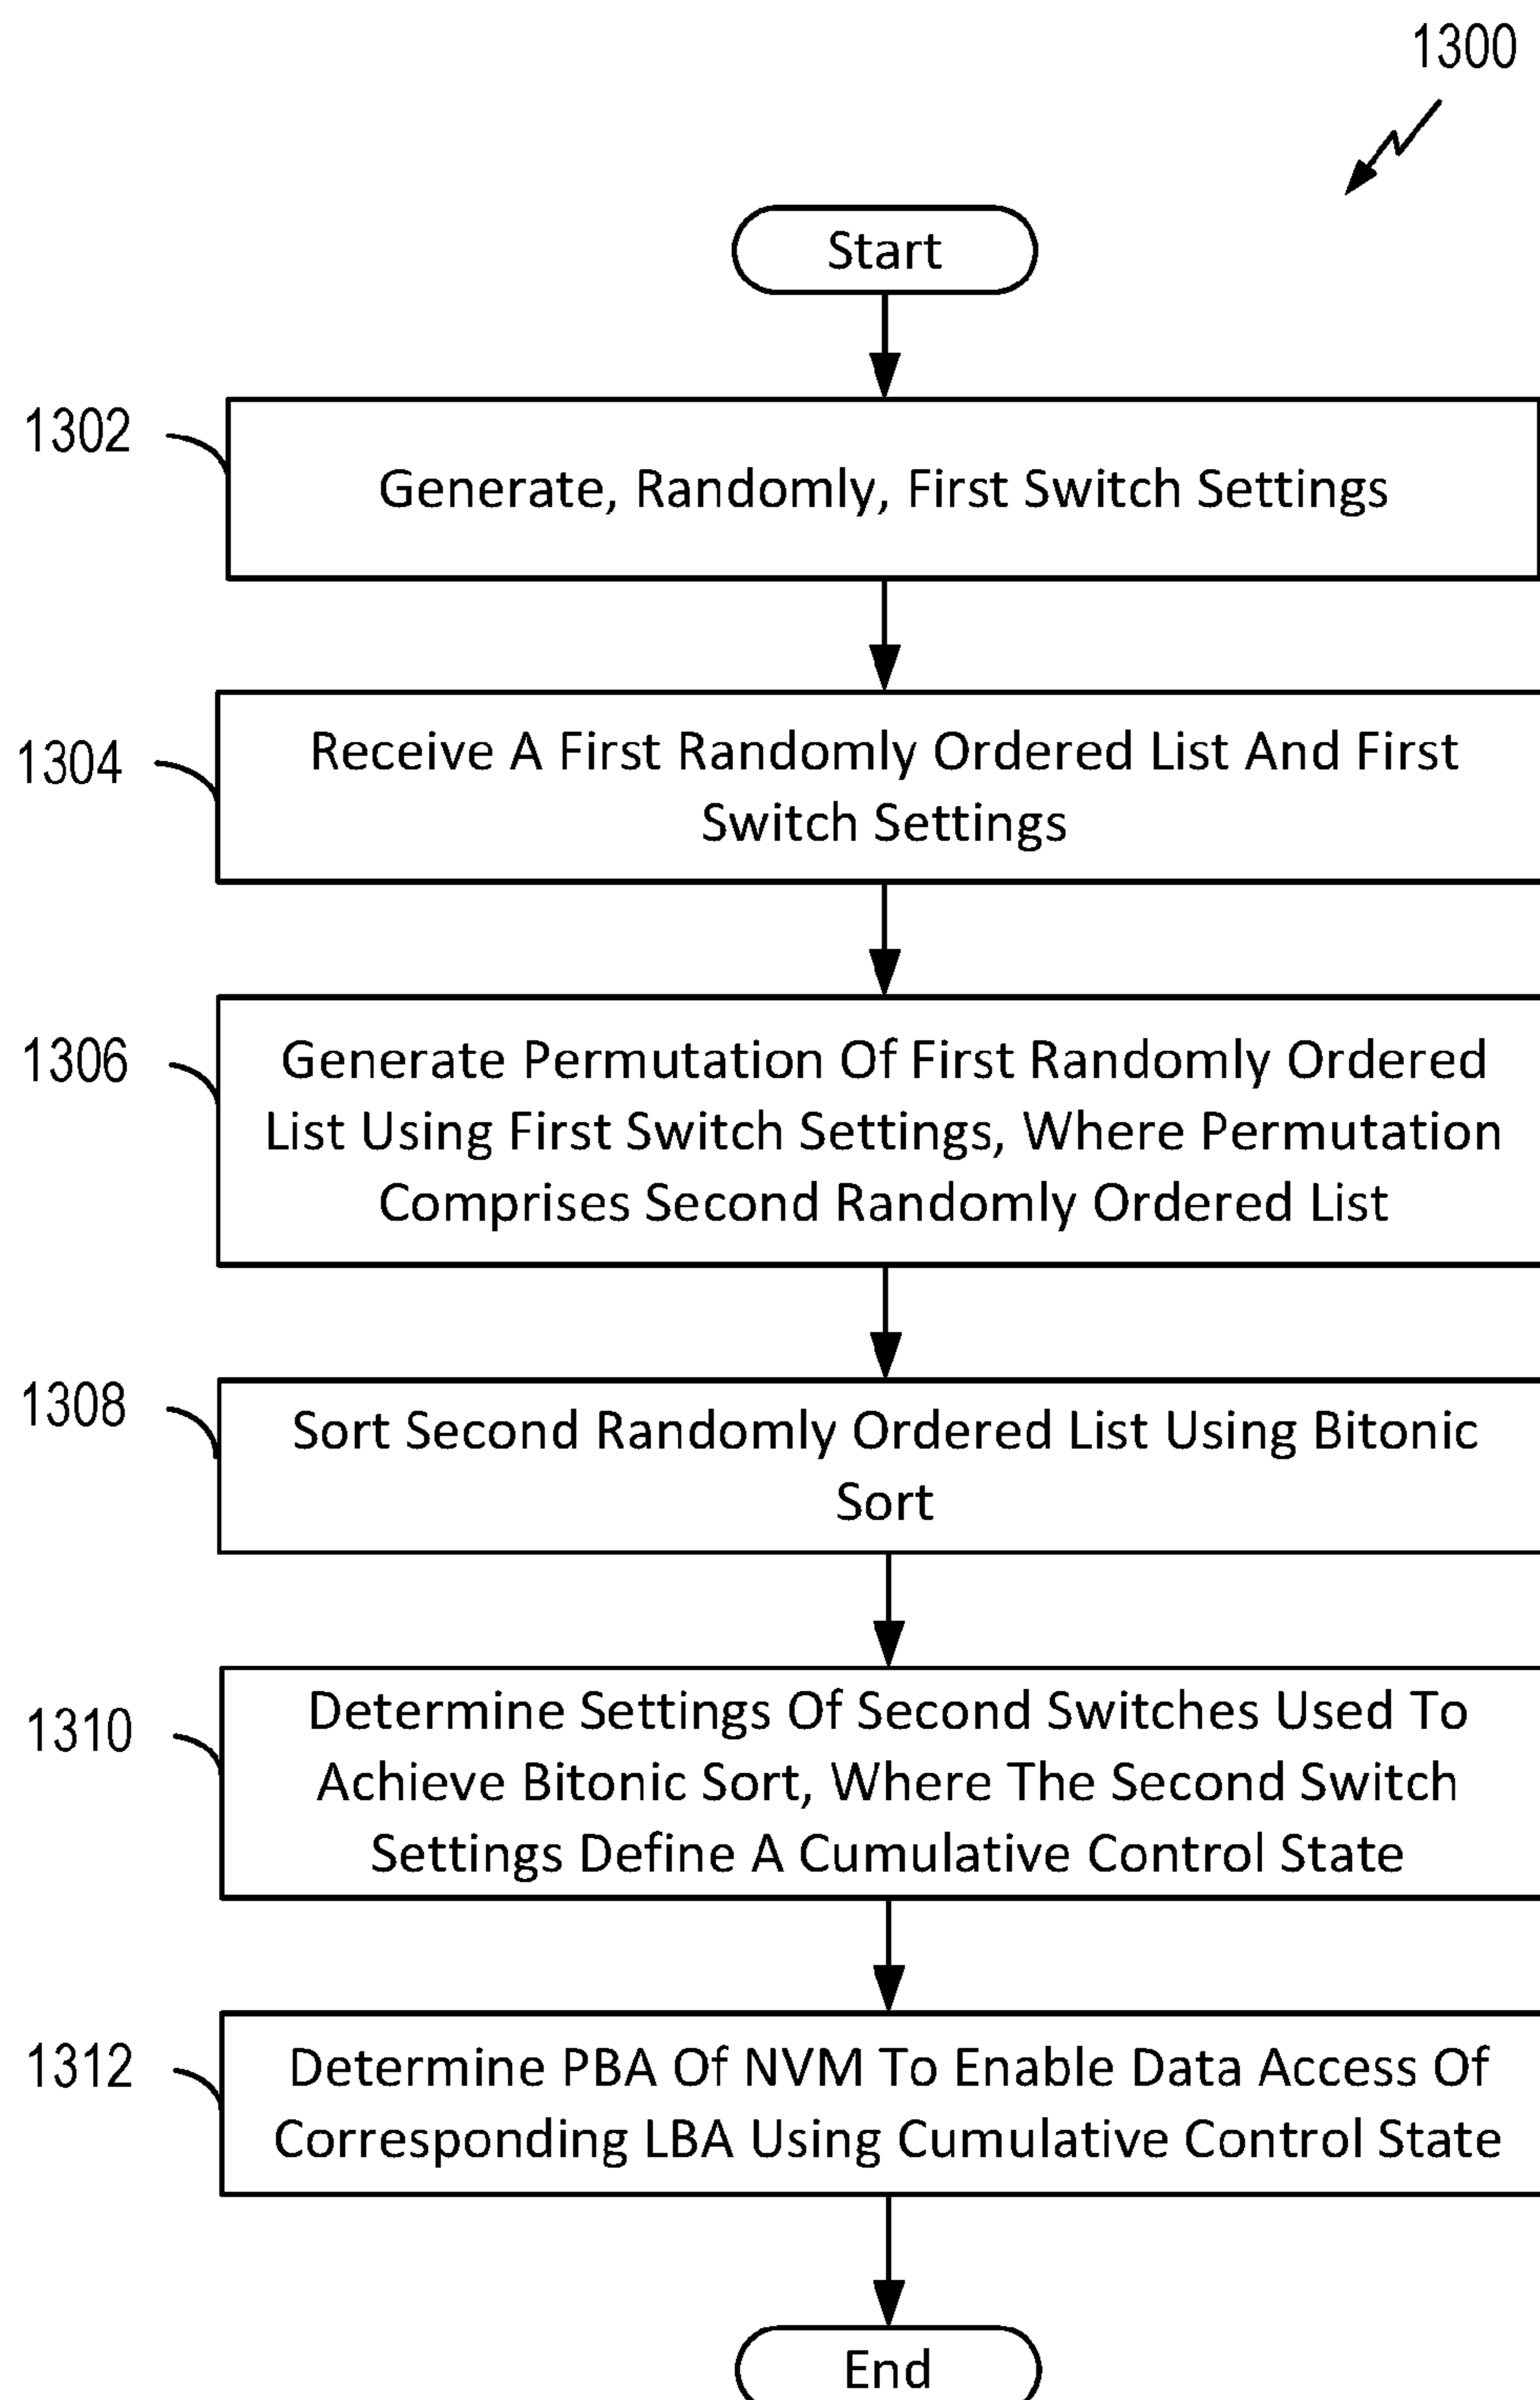 1300
Start
1302
Generate, Randomly, First Switch Settings
1304
Receive A First Randomly Ordered List And First
Switch Settings
1306
Generate Permutation Of First Randomly Ordered
List Using First Switch Settings, Where Permutation
Comprises Second Randomly Ordered List
1308
Sort Second Randomly Ordered List Using Bitonic
Sort
1310
Determine Settings Of Second Switches Used To
Achieve Bitonic Sort, Where The Second Switch
Settings Define A Cumulative Control State
1312
Determine PBA Of NVM To Enable Data Access Of
Corresponding LBA Using Cumulative Control State
End